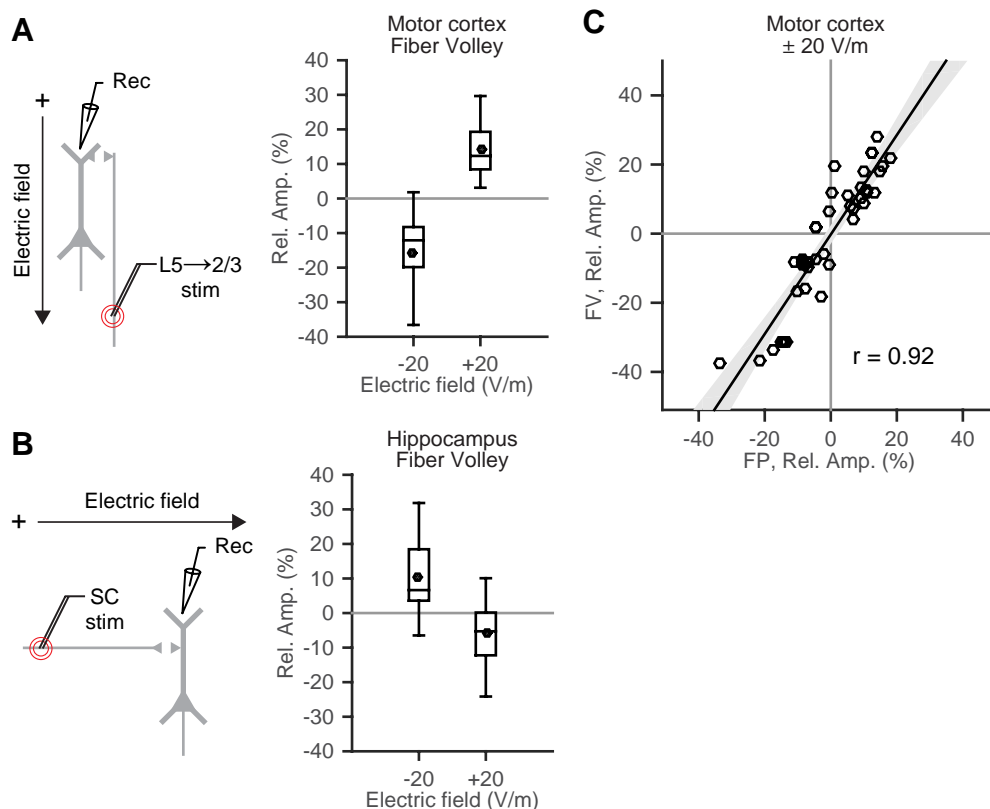 A
Motor cortex
Fiber Volley
+
Rec
Electric field
L5→2/3
stim
Rel. Amp. (%)
40
30
20
10
0
-10
-20
-30
-40
-20
+20
Electric field (V/m)
C
Motor cortex
± 20 V/m
FV, Rel. Amp. (%)
40
20
0
-20
-40
r = 0.92
-40
-20
0
20
40
FP, Rel. Amp. (%)
B
Hippocampus
Fiber Volley
Electric field
+
Rec
SC
stim
Rel. Amp. (%)
40
30
20
10
0
-10
-20
-30
-40
-20
+20
Electric field (V/m)